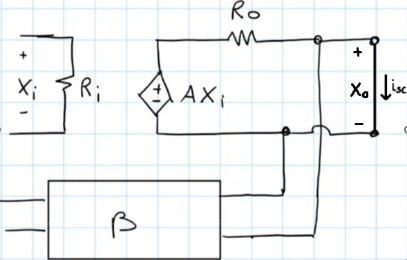 Ro
+
Xi
-
Ri
+
-
AXi
+
Xo
-
isc
β